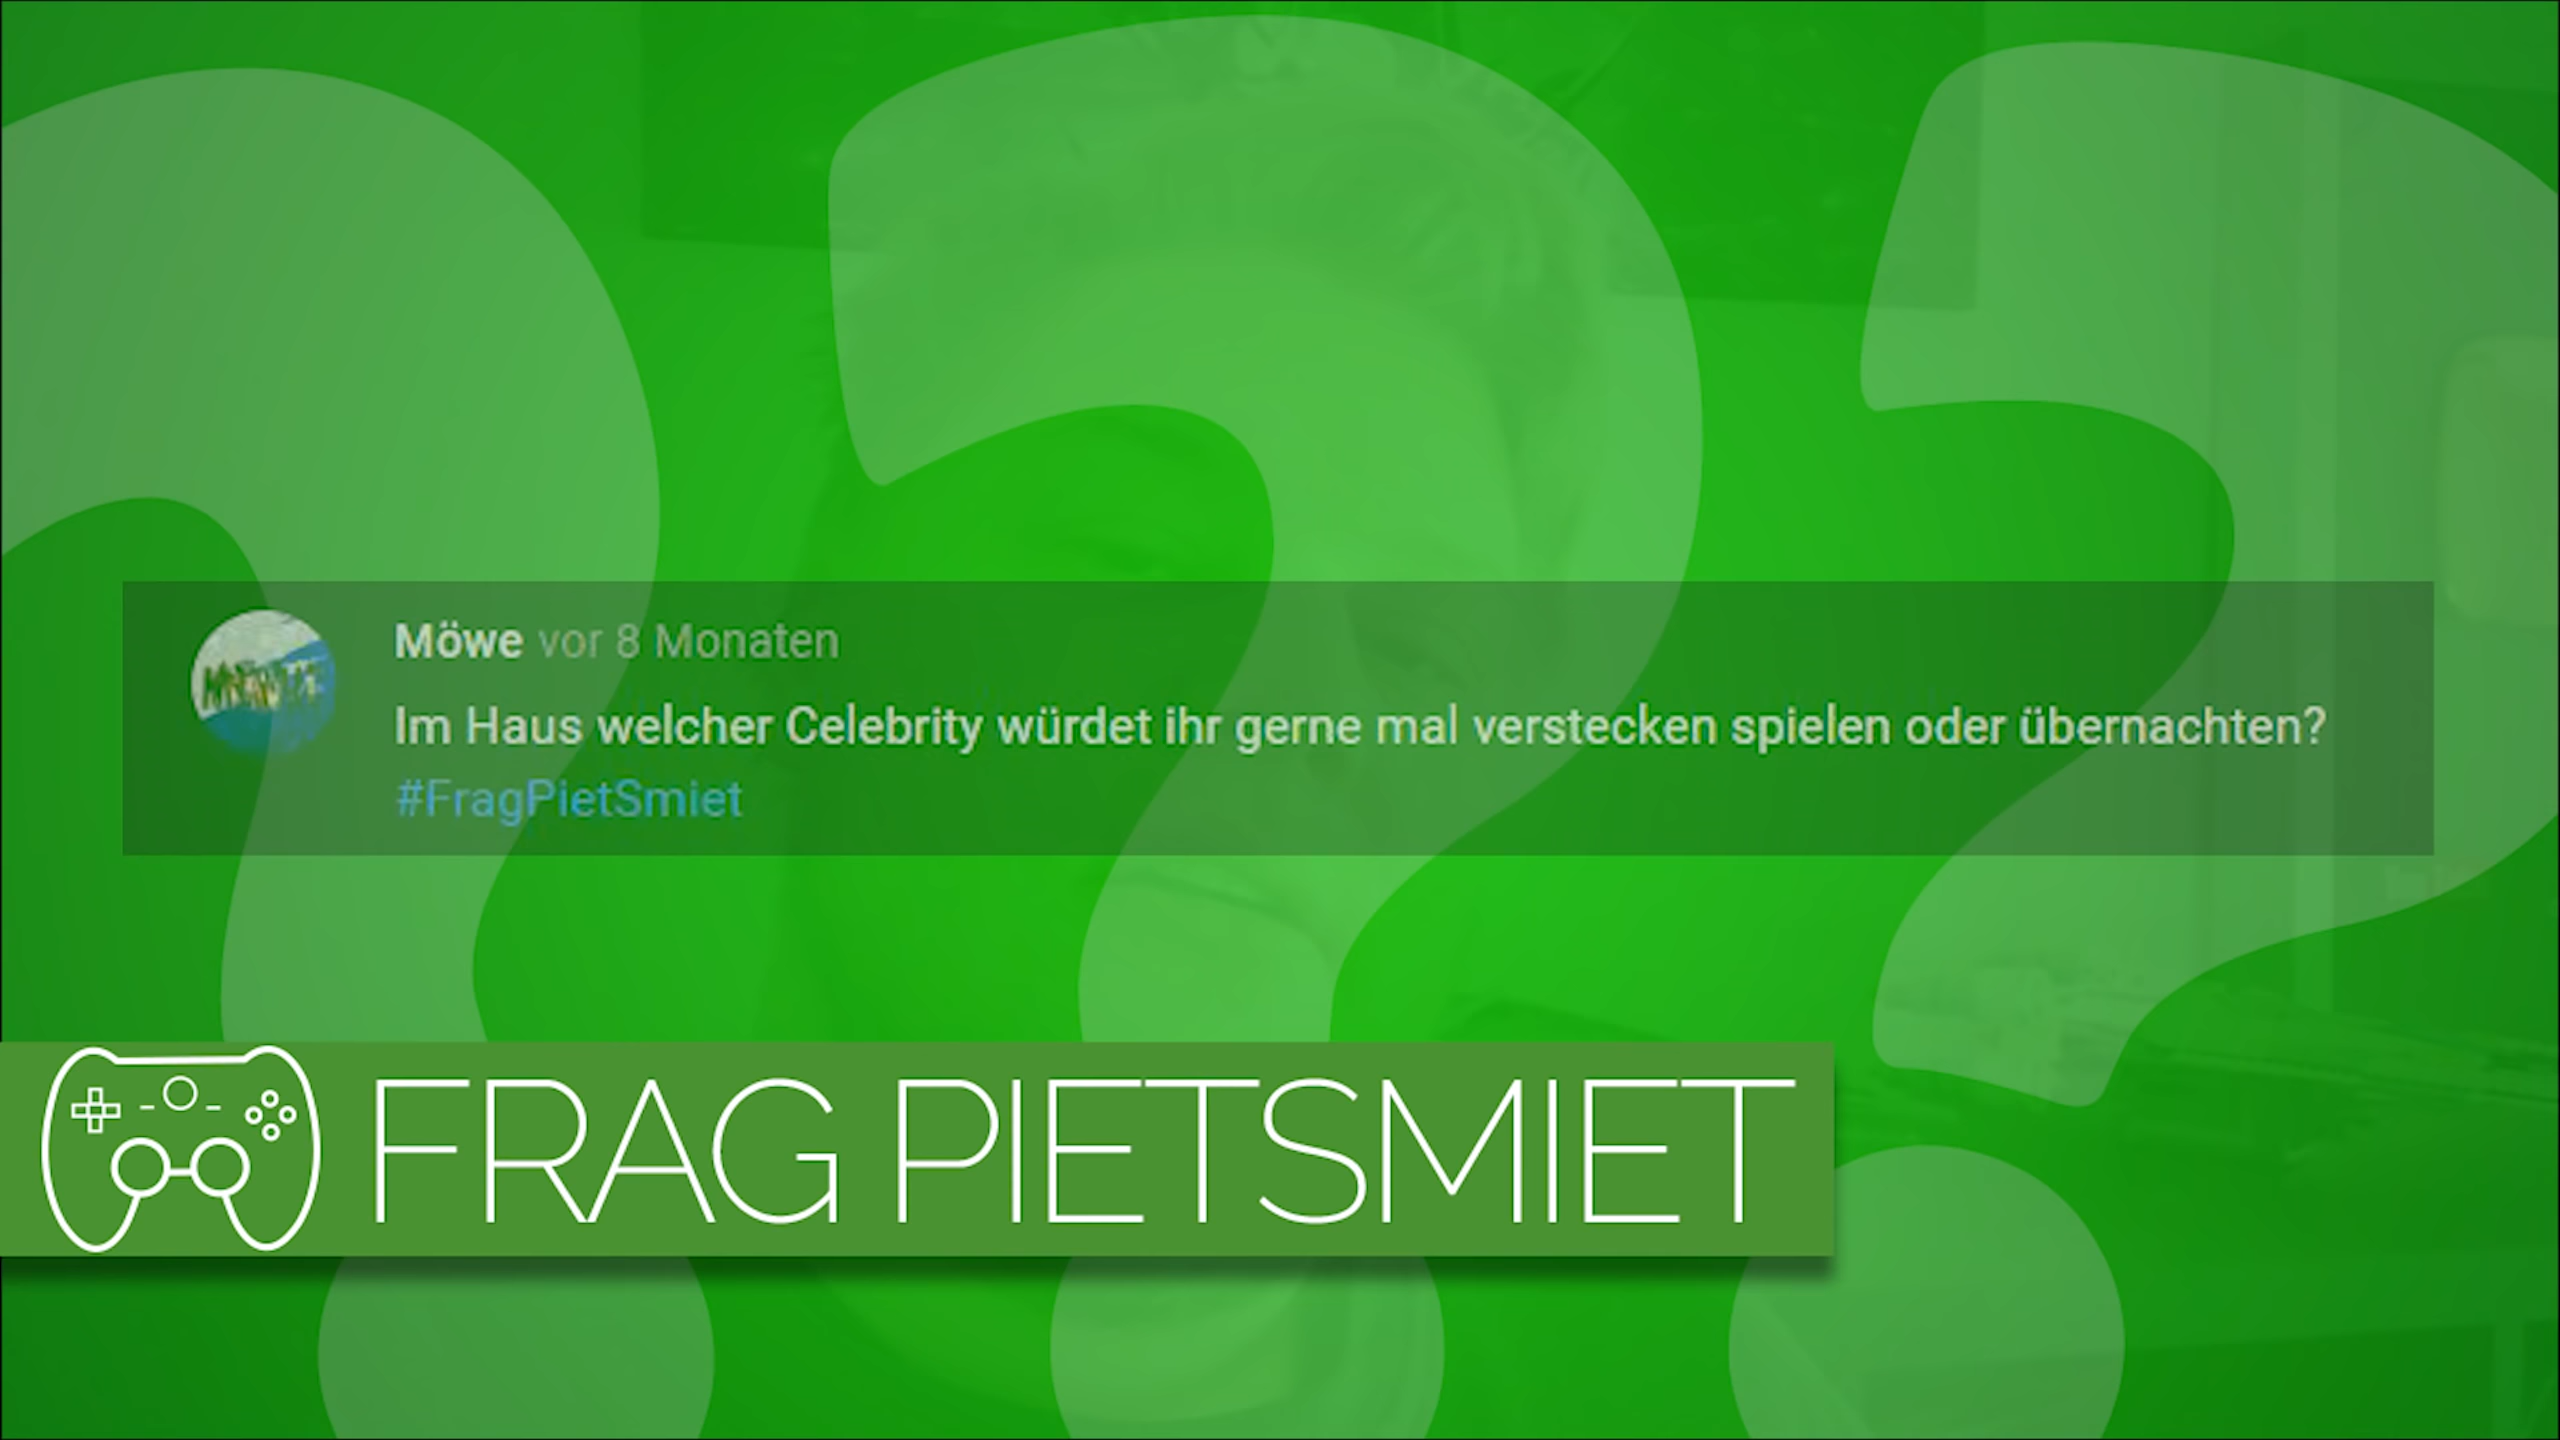 Möwe vor 8 Monaten
Im Haus welcher Celebrity würdet ihr gerne mal verstecken spielen oder übernachten?
#FragPietSmiet
FRAG PIETSMIET